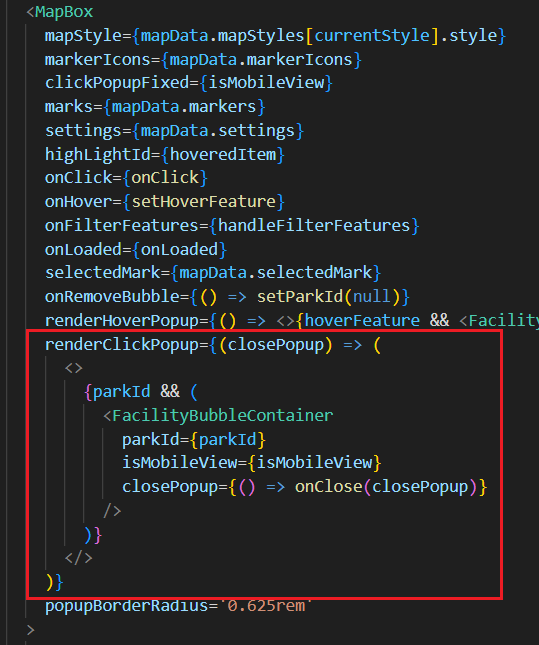 <MapBox
mapStyle={mapData.mapStyles[currentStyle].style}
markerIcons={mapData.markerIcons}
clickPopupFixed={isMobileView}
marks={mapData.markers}
settings={mapData.settings}
highLightId={hoveredItem}
onClick={onClick}
onHover={setHoverFeature}
onFilterFeatures={handleFilterFeatures}
onLoaded={onLoaded}
selectedMark={mapData.selectedMark}
onRemoveBubble={() => setParkId(null)}
renderHoverPopup={() => <>{hoverFeature && <Facility
renderClickPopup={(closePopup) => (
<>
{parkId && (
<FacilityBubbleContainer
parkId={parkId}
isMobileView={isMobileView}
closePopup={() => onClose(closePopup)}
/>
)}
</>
)}
popupBorderRadius='0.625rem'
>